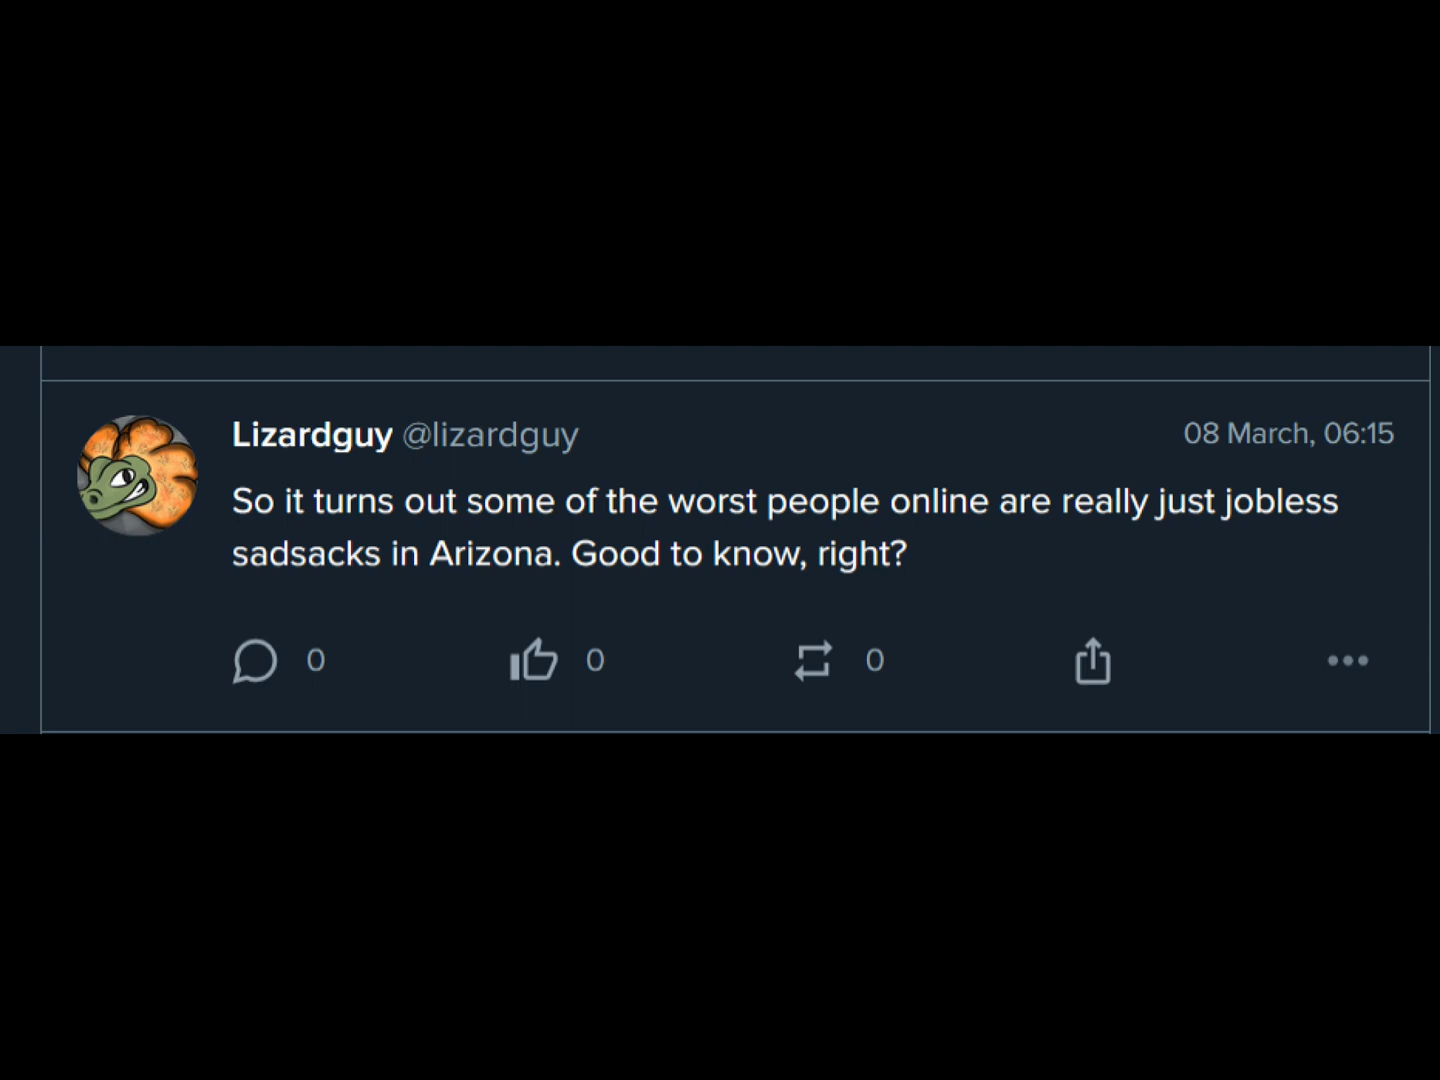 Lizardguy @lizardguy 08 March, 06:15
So it turns out some of the worst people online are really just jobless
sadsacks in Arizona. Good to know, right?
0 0 0